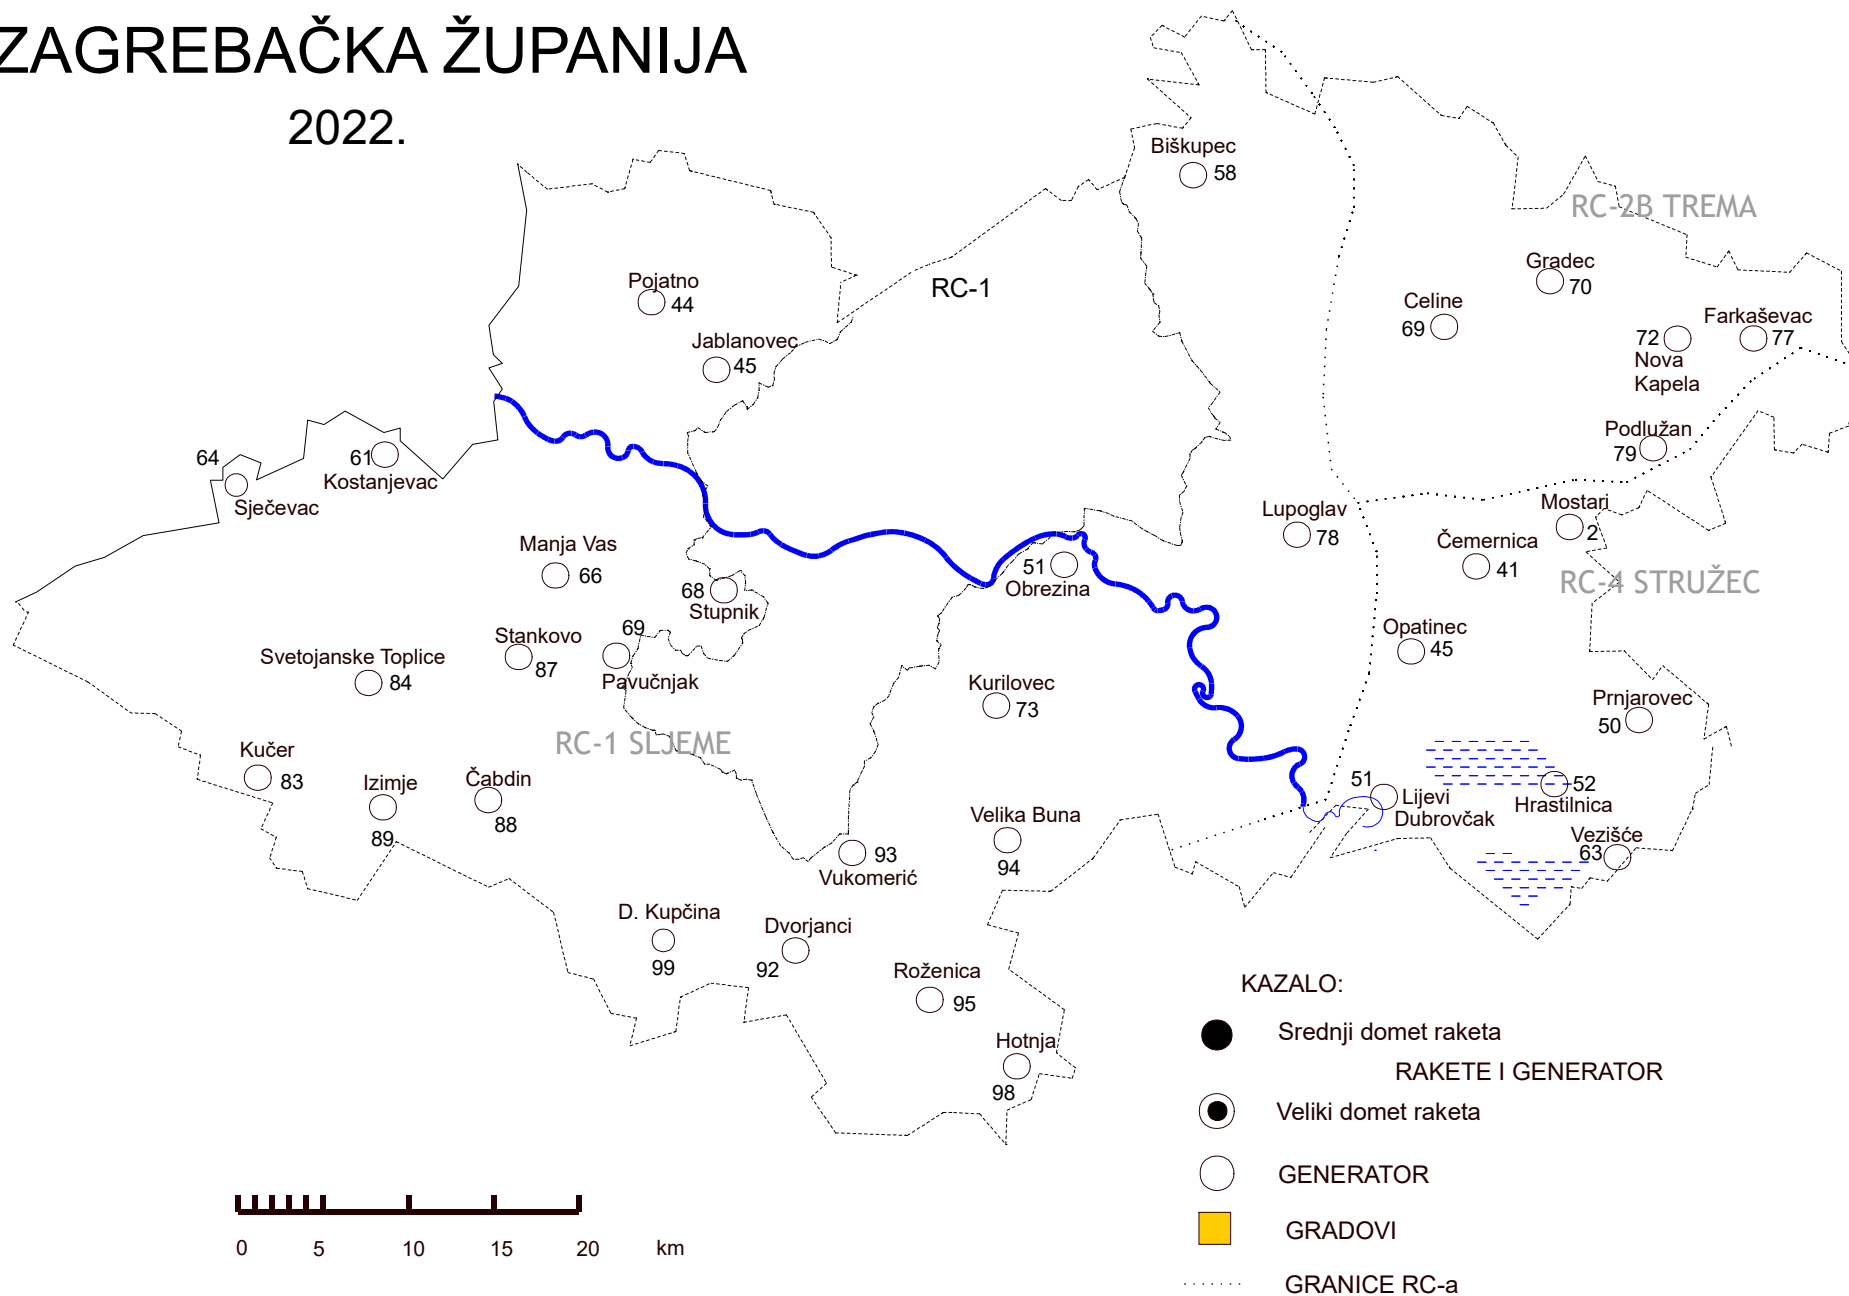 ZAGREBAČKA ŽUPANIJA
2022.
Biškupec
58
RC-2B TREMA
Pojatno
44
RC-1
Gradec
70
Celine
69
Jablanovec
45
Farkaševac
77
72
Nova
Kapela
Podlužan
79
64
Sječevac
61
Kostanjevac
Mostari
2
Lupoglav
78
Čemernica
41
RC-4 STRUŽEC
Manja Vas
66
68
Stupnik
51
Obrezina
Stankovo
87
69
Pavučnjak
Svetojanske Toplice
84
Opatinec
45
Kurilovec
73
Prnjarovec
50
RC-1 SLJEME
Kučer
83
Izimje
89
Čabdin
88
51
Lijevi
Dubrovčak
52
Hrastilnica
Velika Buna
94
Vezišće
63
93
Vukomerić
D. Kupčina
99
Dvorjanci
92
Roženica
95
Hotnja
98
KAZALO:
Srednji domet raketa
RAKETE I GENERATOR
Veliki domet raketa
GENERATOR
GRADOVI
GRANICE RC-a
0 5 10 15 20 km